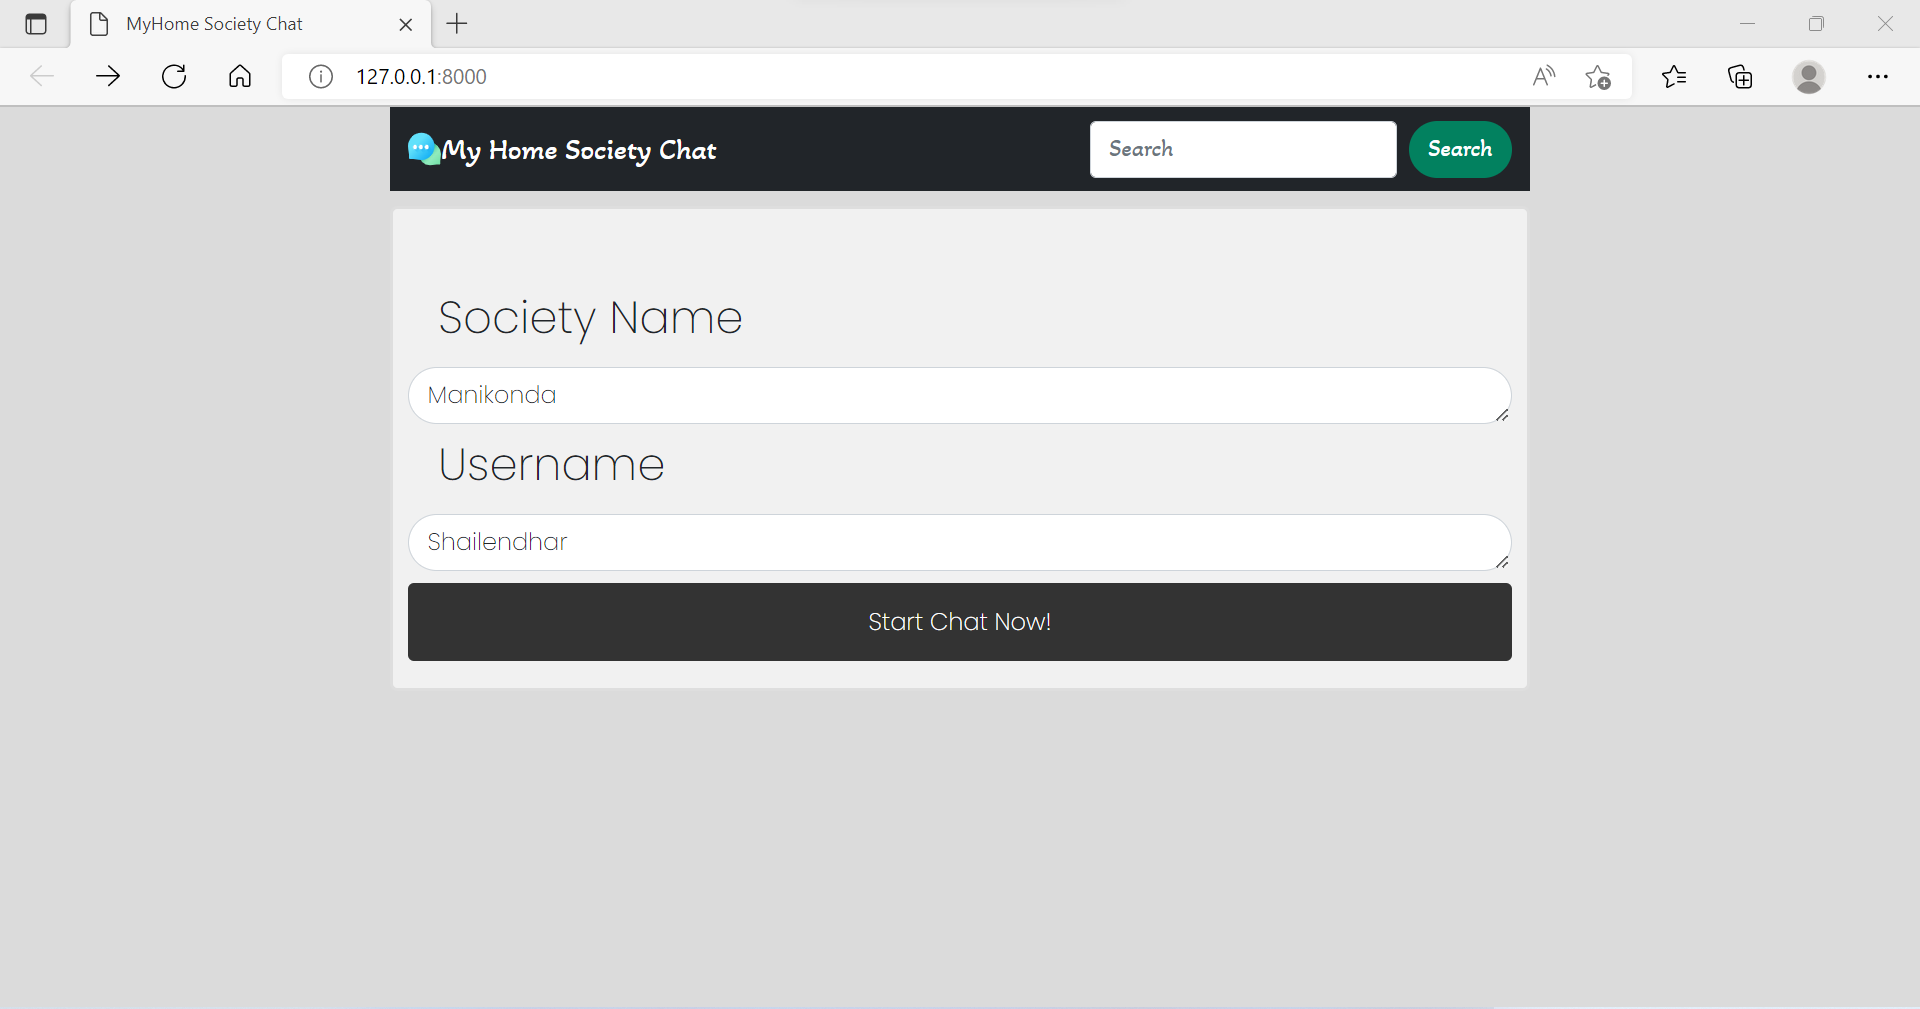 MyHome Society Chat
127.0.0.1:8000
My Home Society Chat
Search
Search
Society Name
Manikonda
Username
Shailendhar
Start Chat Now!